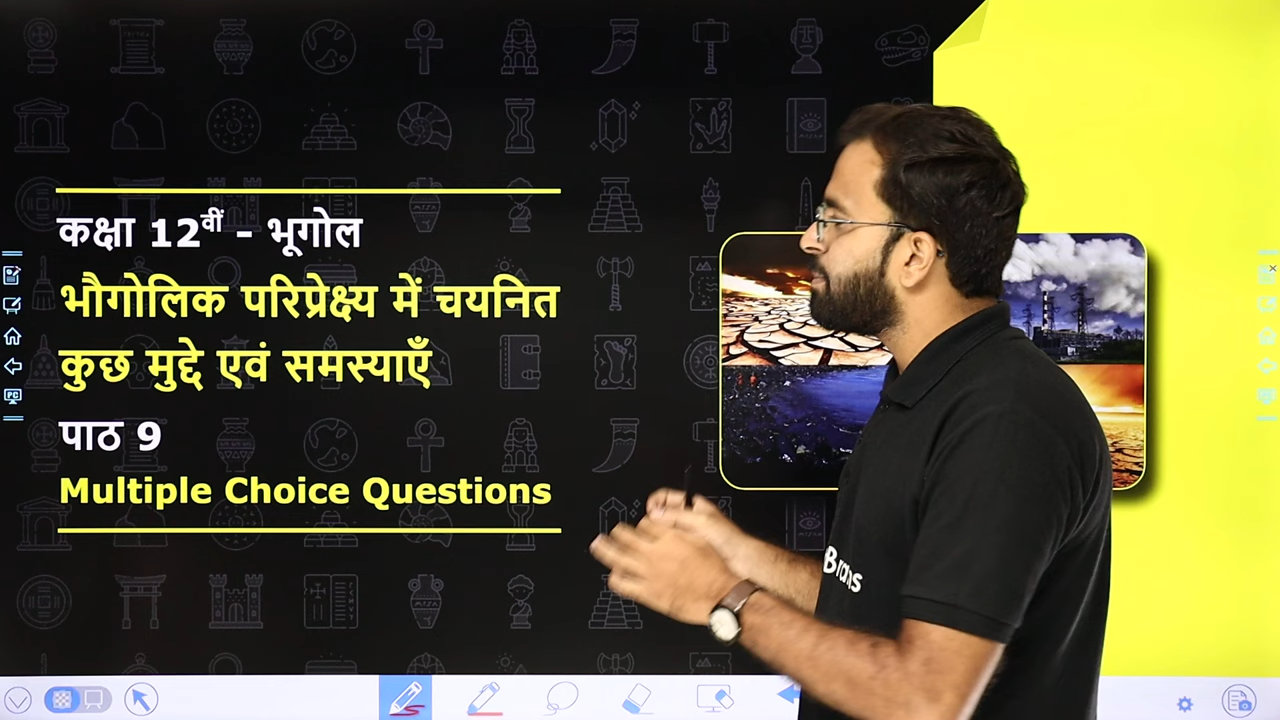 कक्षा 12वीं - भूगोल
भौगोलिक परिप्रेक्ष्य में चयनित
कुछ मुद्दे एवं समस्याएँ
पाठ 9
Multiple Choice Questions